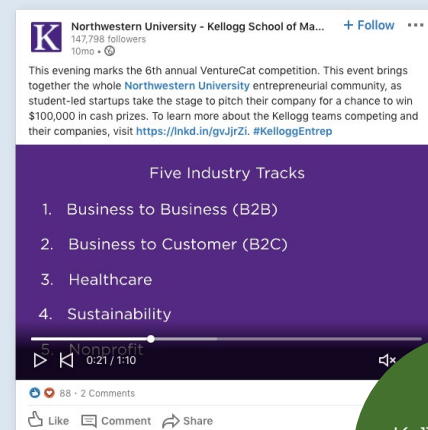 K
Northwestern University - Kellogg School of Ma...
+ Follow
147,798 followers
10mo •
This evening marks the 6th annual VentureCat competition. This event brings
together the whole Northwestern University entrepreneurial community, as
student-led startups take the stage to pitch their company for a chance to win
$100,000 in cash prizes. To learn more about the Kellogg teams competing and
their companies, visit https://lnkd.in/gvJjrZi. #KelloggEntrep
Five Industry Tracks
1. Business to Business (B2B)
2. Business to Customer (B2C)
3. Healthcare
4. Sustainability
5. Nonprofit
0:21 / 1:10
88 · 2 Comments
Like Comment Share